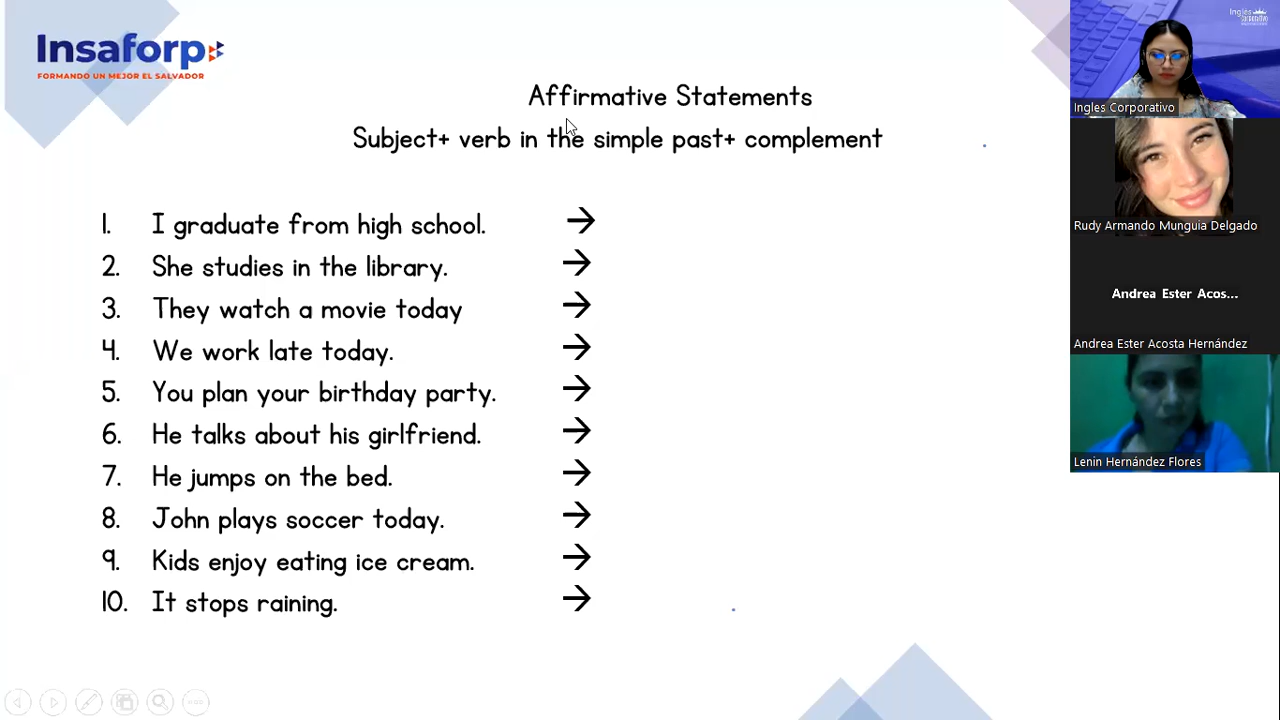 Insaforp
FORMANDO UN MEJOR EL SALVADOR
Affirmative Statements
Subject+ verb in the simple past+ complement
1. I graduate from high school. →
2. She studies in the library. →
3. They watch a movie today →
4. We work late today. →
5. You plan your birthday party. →
6. He talks about his girlfriend. →
7. He jumps on the bed. →
8. John plays soccer today. →
9. Kids enjoy eating ice cream. →
10. It stops raining. →
Ingles
Ingles Corporativo
Rudy Armando Munguia Delgado
Andrea Ester Acos...
Andrea Ester Acosta Hernández
Lenin Hernández Flores